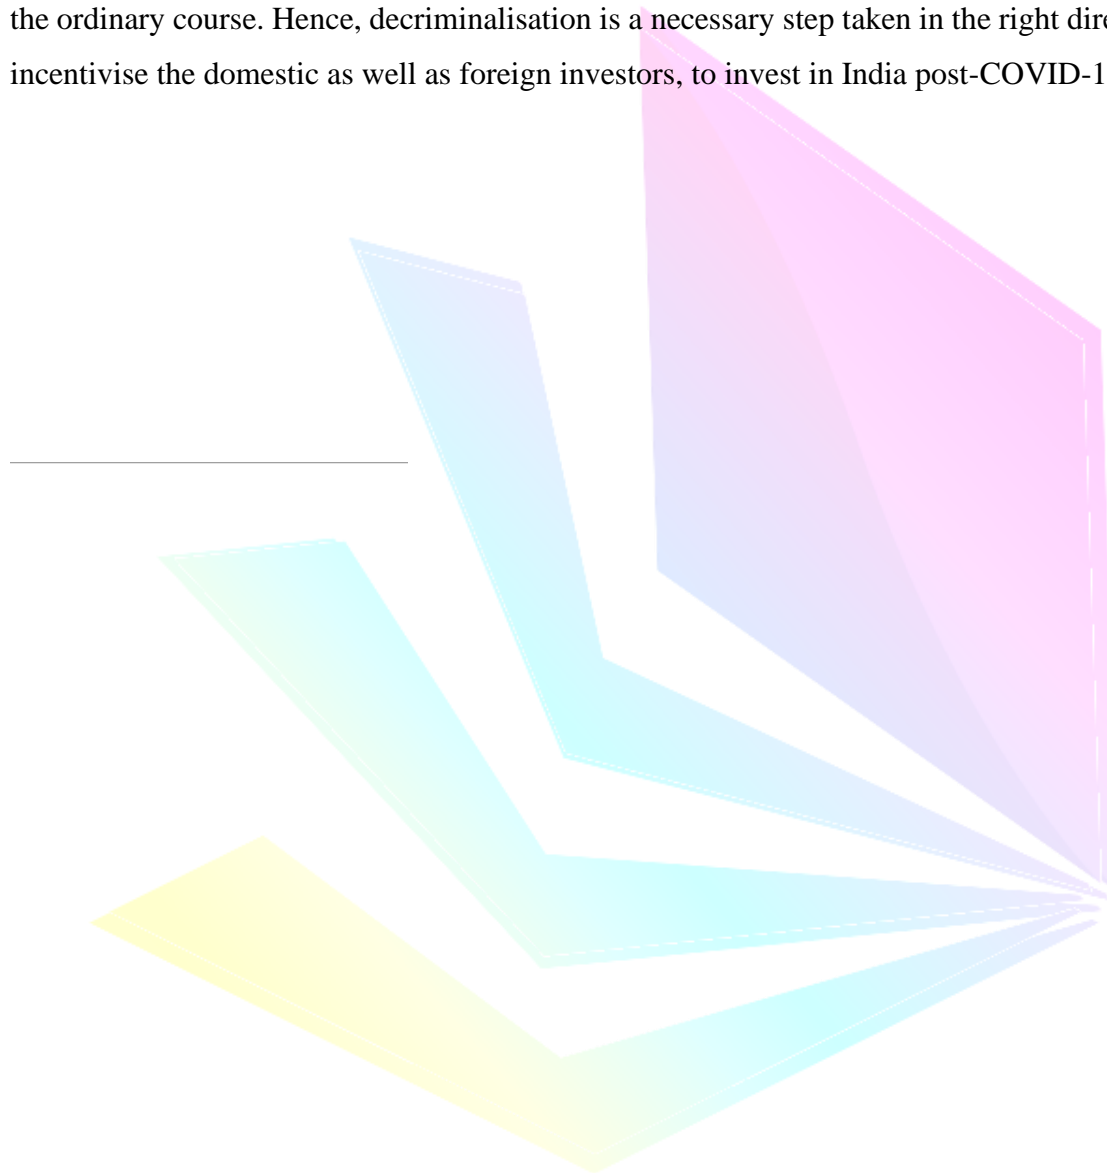 the ordinary course. Hence, decriminalisation is a necessary step taken in the right dire
incentivise the domestic as well as foreign investors, to invest in India post-COVID-1